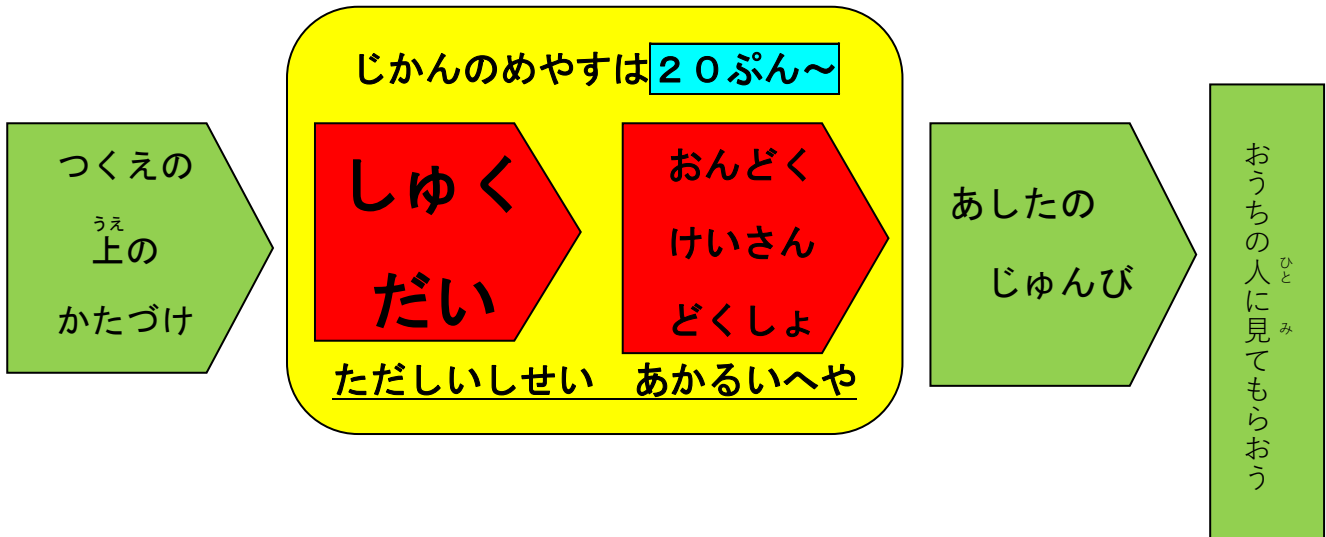 つくえの
上の
うえ
かたづけ
じかんのめやすは２０ぷん～
しゅく
だい
おんどく
けいさん
どくしょ
ただしいしせい　あかるいへや
あしたの
じゅんび
おうちの人に見てもらおう
ひと　み